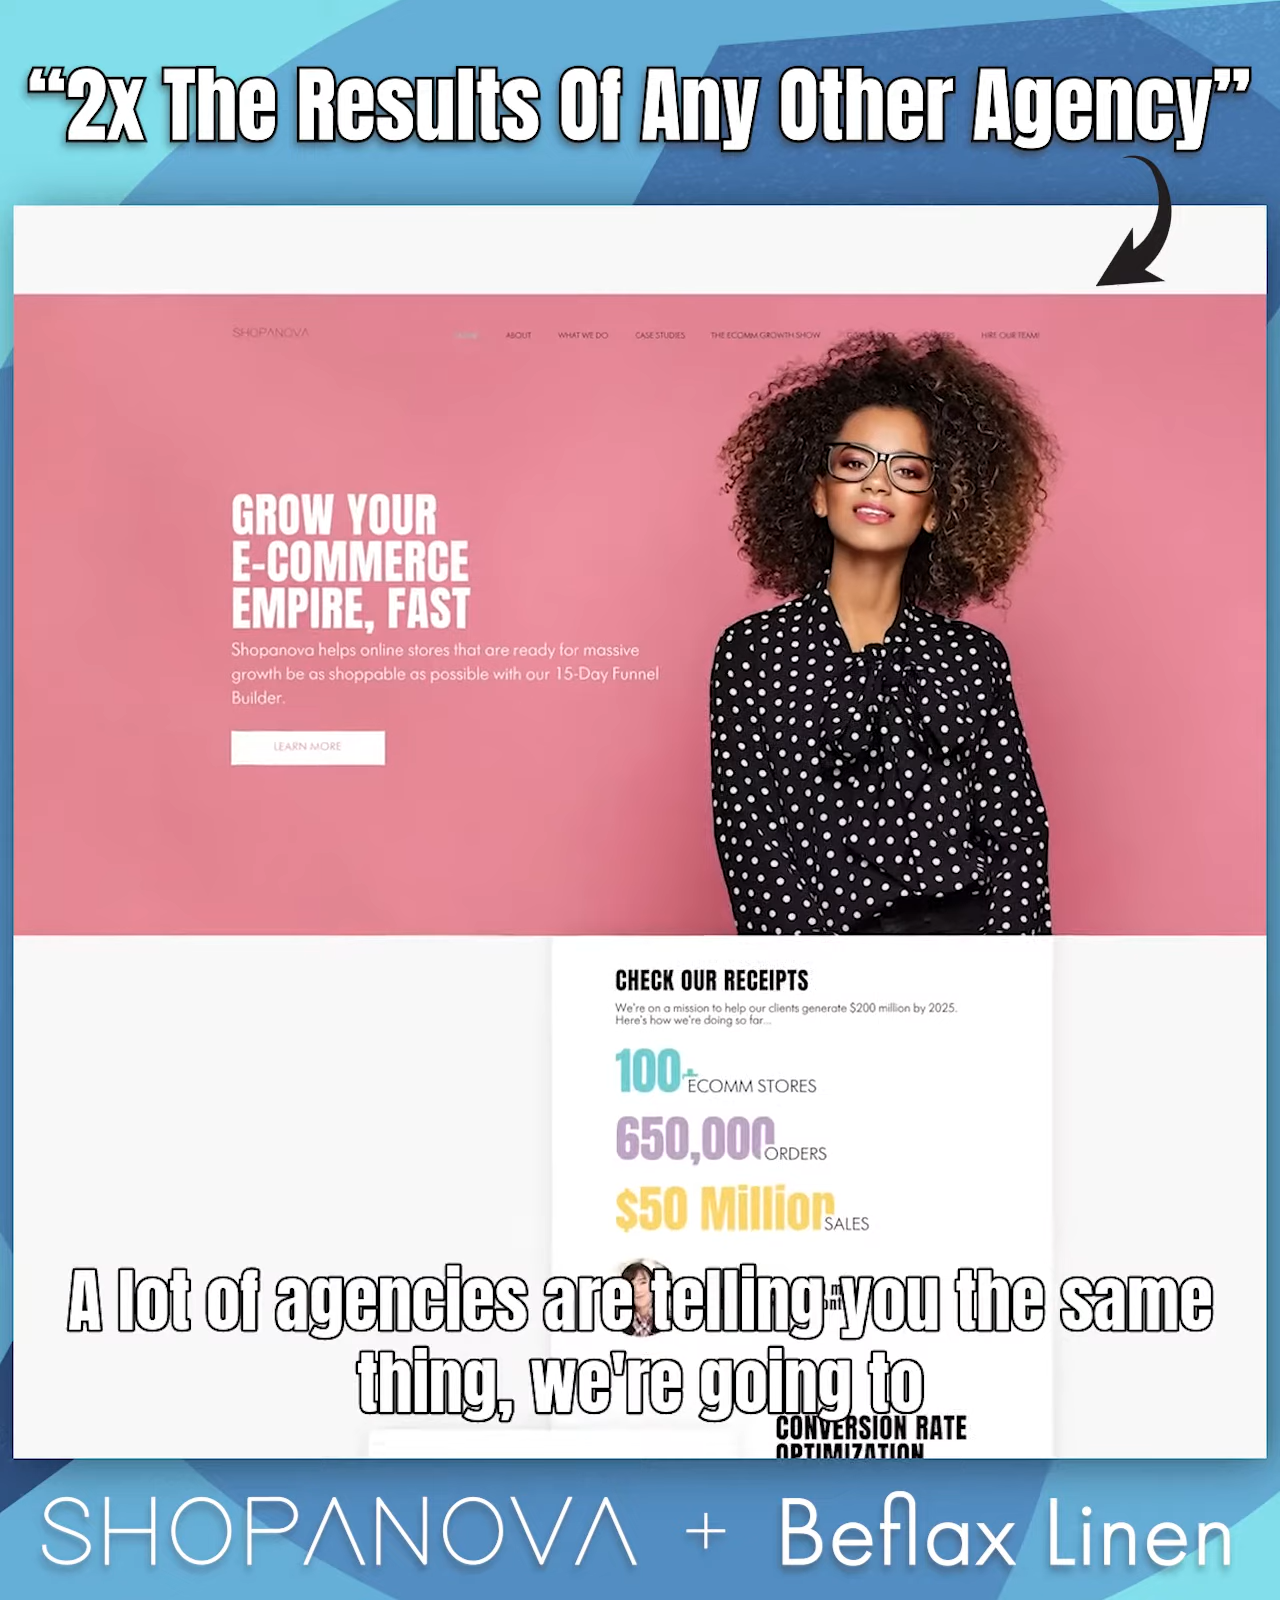 “2x The Results Of Any Other Agency”
SHOPANOVA
ABOUT
WHAT WE DO
CASE STUDIES
THE ECOMM GROWTH SHOW
HIRE OUR TEAM!
GROW YOUR
E-COMMERCE
EMPIRE, FAST
Shopanova helps online stores that are ready for massive
growth be as shoppable as possible with our 15-Day Funnel
Builder.
LEARN MORE
CHECK OUR RECEIPTS
We're on a mission to help our clients generate $200 million by 2025.
Here's how we're doing so far...
100+ ECOMM STORES
650,000 ORDERS
$50 Million SALES
A lot of agencies are telling you the same
thing, we're going to
CONVERSION RATE
OPTIMIZATION
SHOPANOVA + Beflax Linen